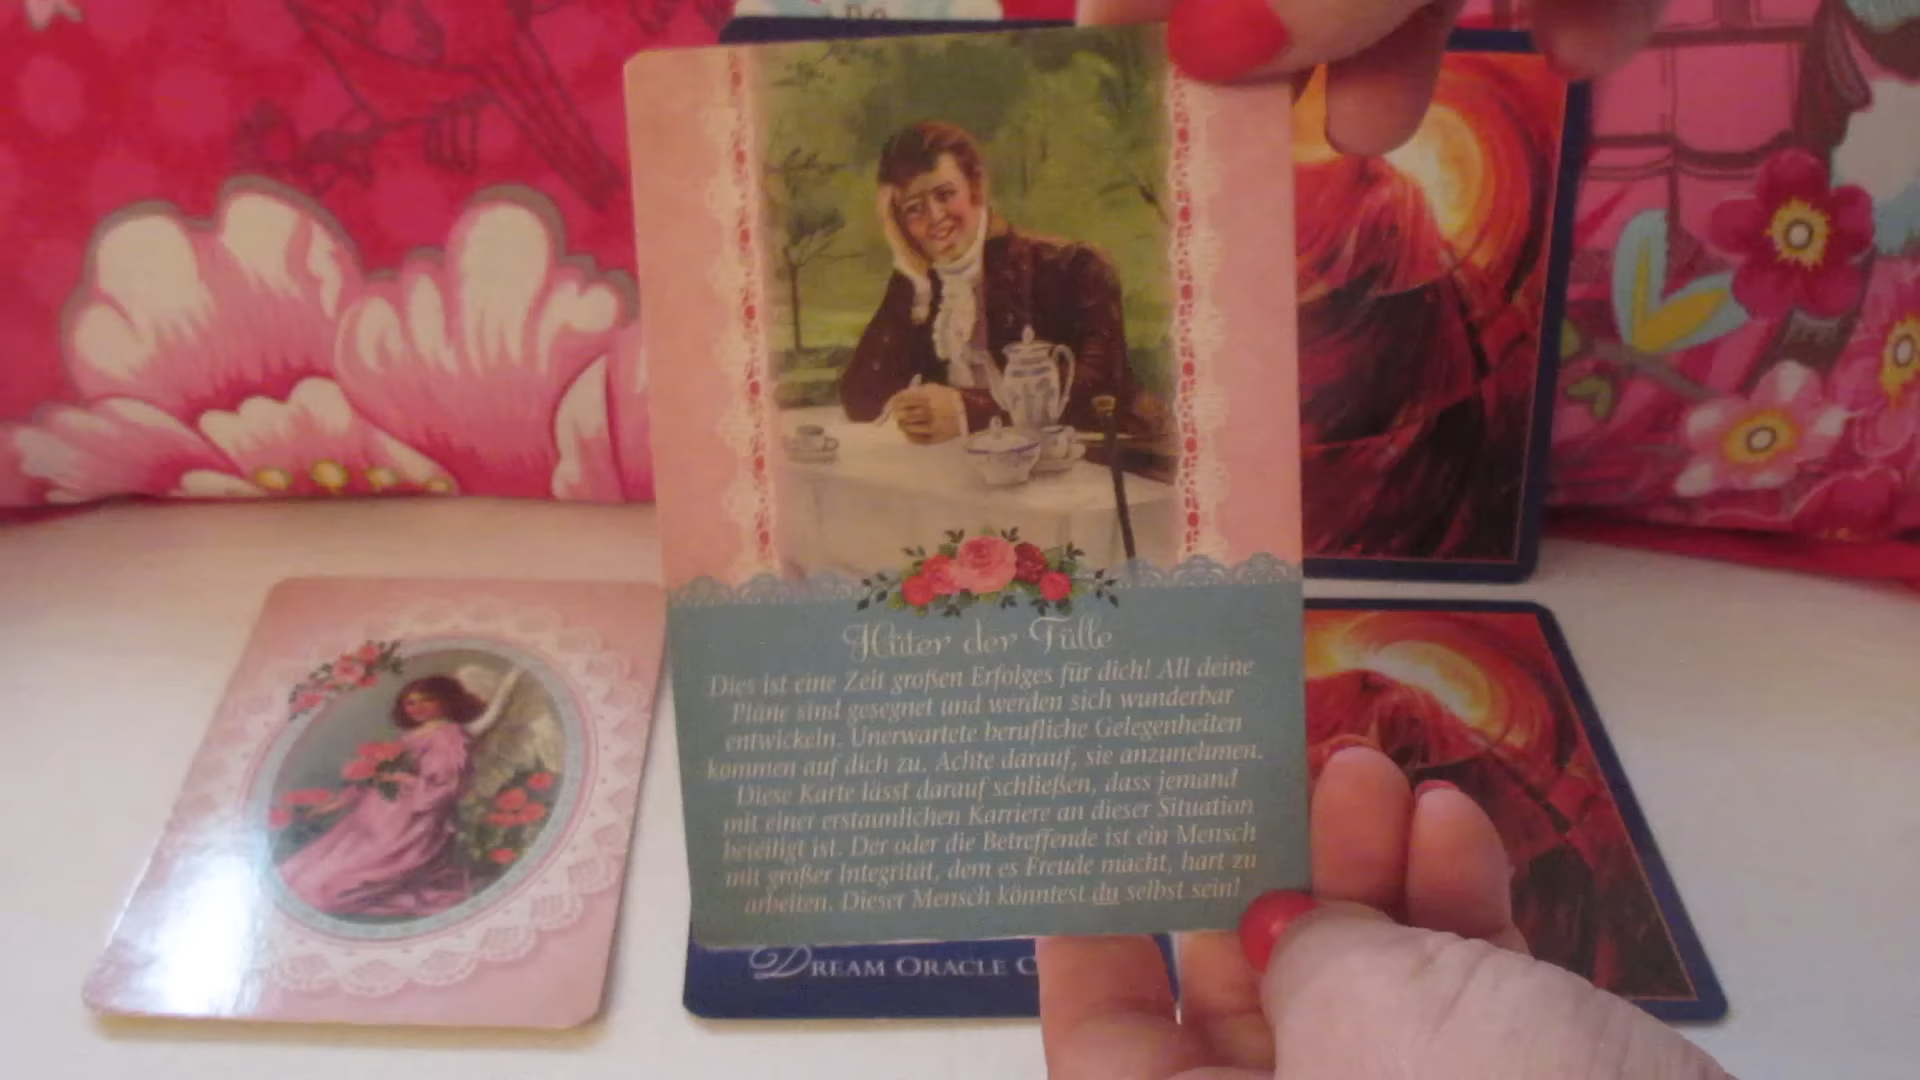 Hüter der Fülle
Dies ist eine Zeit großen Erfolges für dich! All deine
Pläne sind gesegnet und werden sich wunderbar
entwickeln. Unerwartete berufliche Gelegenheiten
kommen auf dich zu. Achte darauf, sie anzunehmen.
Diese Karte lässt darauf schließen, dass jemand
mit einer erstaunlichen Karriere an dieser Situation
beteiligt ist. Der oder die Betreffende ist ein Mensch
mit großer Integrität, dem es Freude macht, hart zu
arbeiten. Dieser Mensch könntest du selbst sein!
DREAM ORACLE C